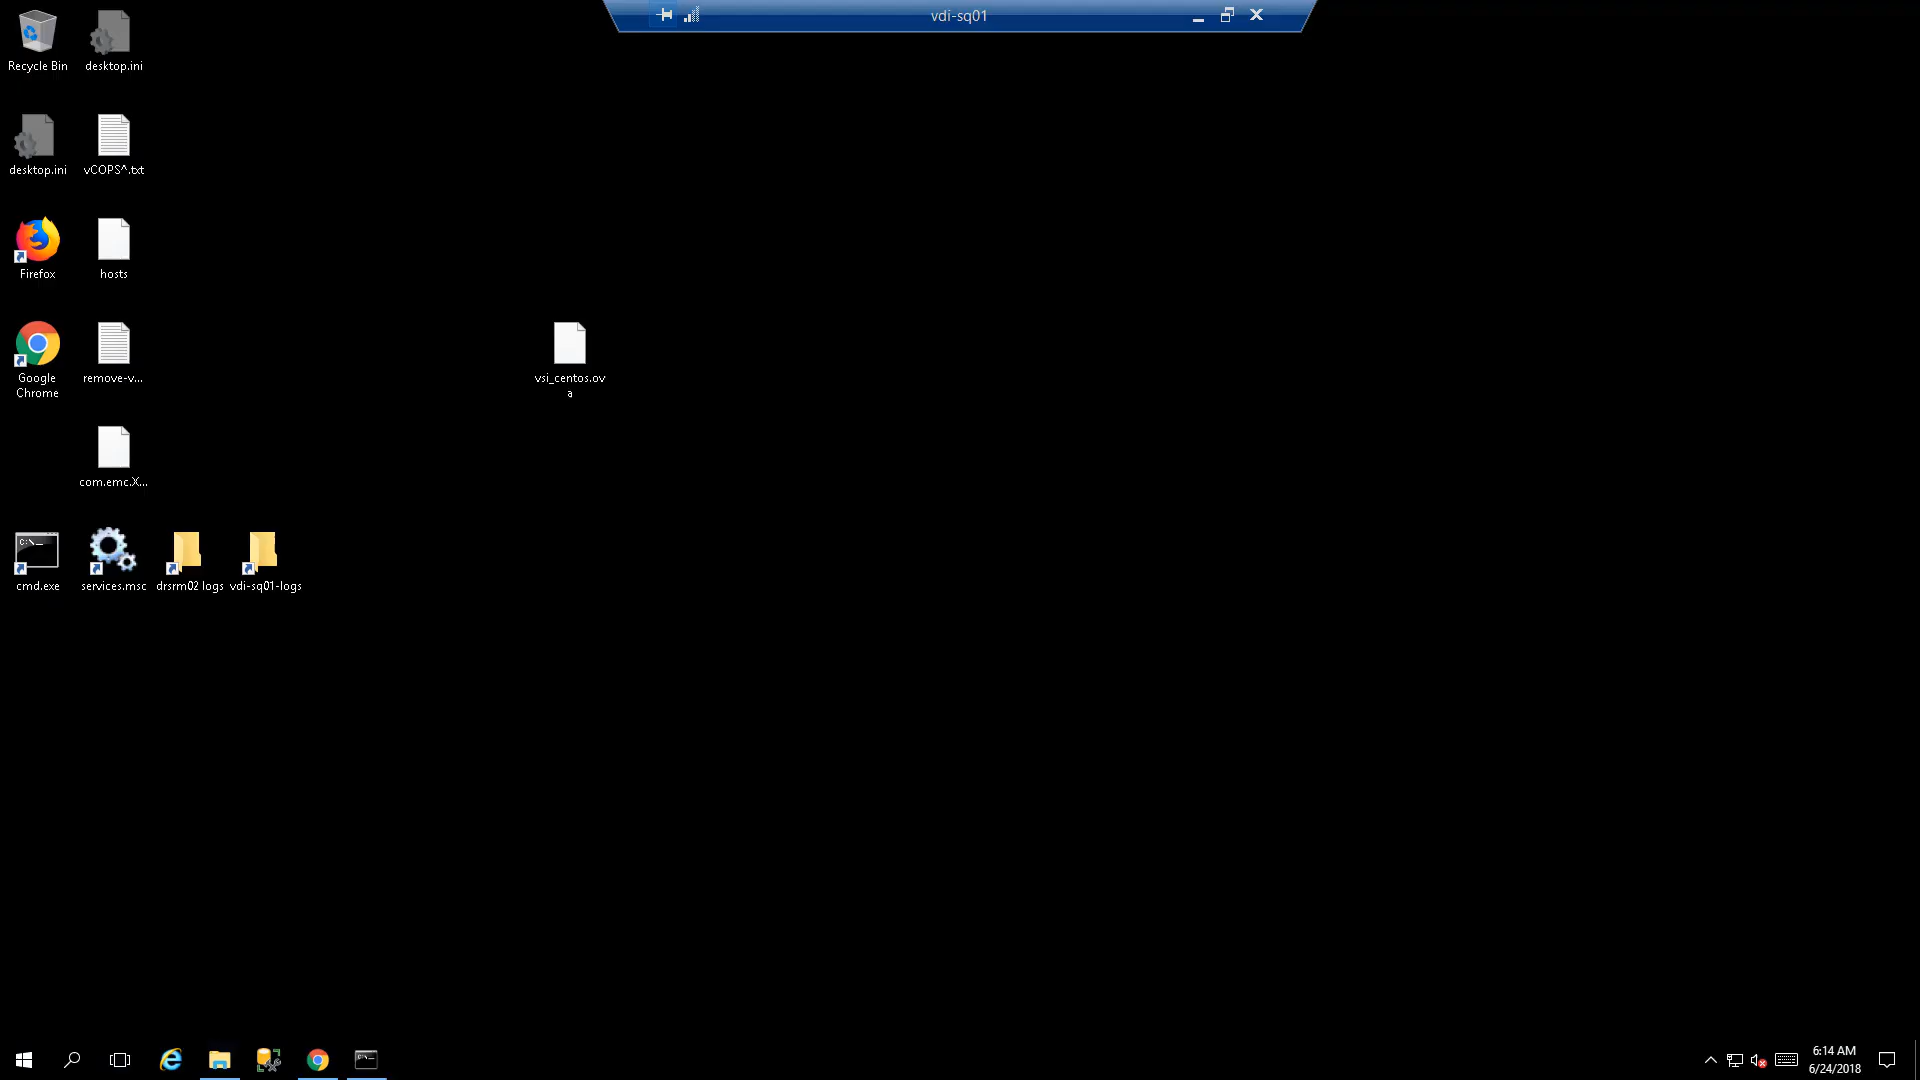 vdi-sq01
Recycle Bin
desktop.ini
desktop.ini
vCOPS^.txt
Firefox
hosts
Google
Chrome
remove-v...
vsi_centos.ov
a
com.emc.X...
C:\_
cmd.exe
services.msc
drsrm02 logs
vdi-sq01-logs
6:14 AM
6/24/2018